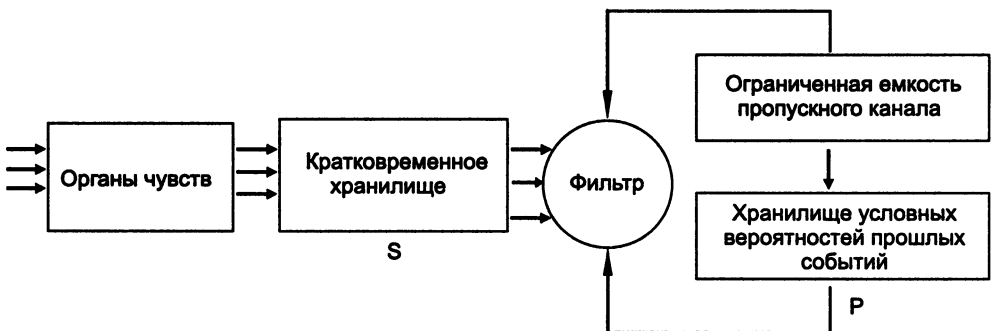 Органы чувств
Кратковременное
хранилище
S
Фильтр
Ограниченная емкость
пропускного канала
Хранилище условных
вероятностей прошлых
событий
P